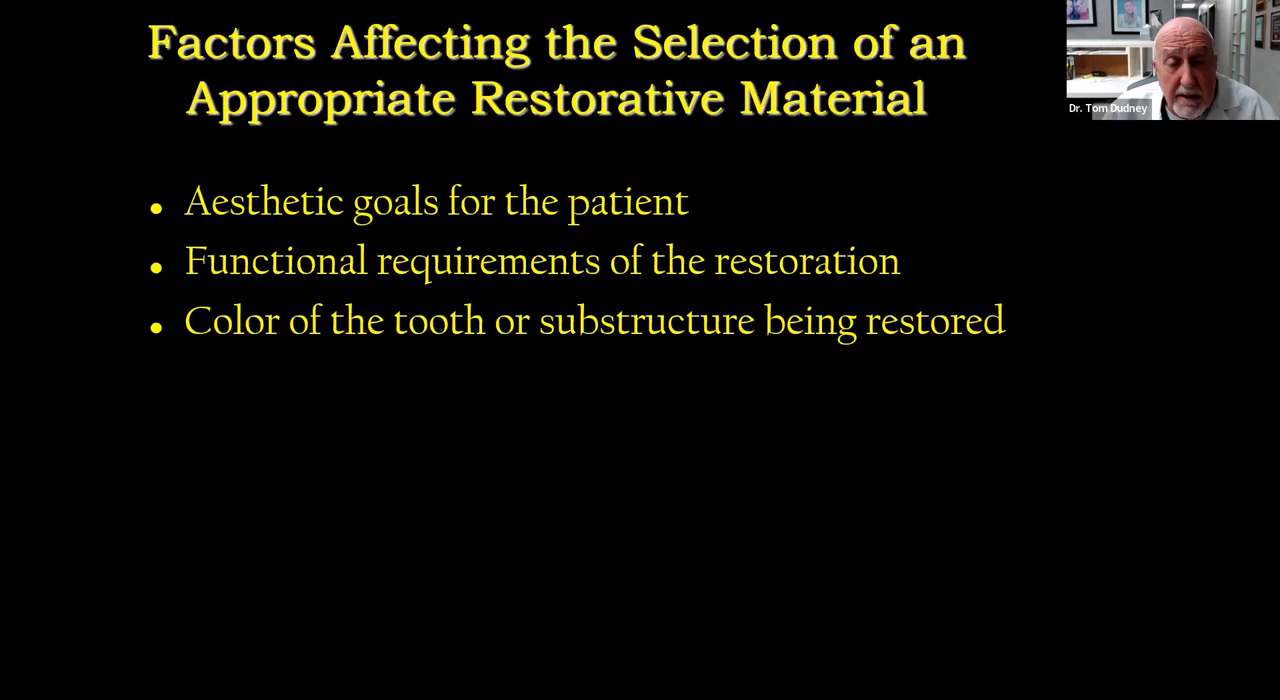 Factors Affecting the Selection of an
Appropriate Restorative Material
Dr. Tom Dudney
• Aesthetic goals for the patient
• Functional requirements of the restoration
• Color of the tooth or substructure being restored